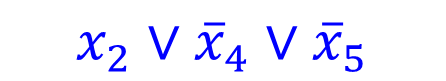 x₂ ∨ x̄₄ ∨ x̄₅